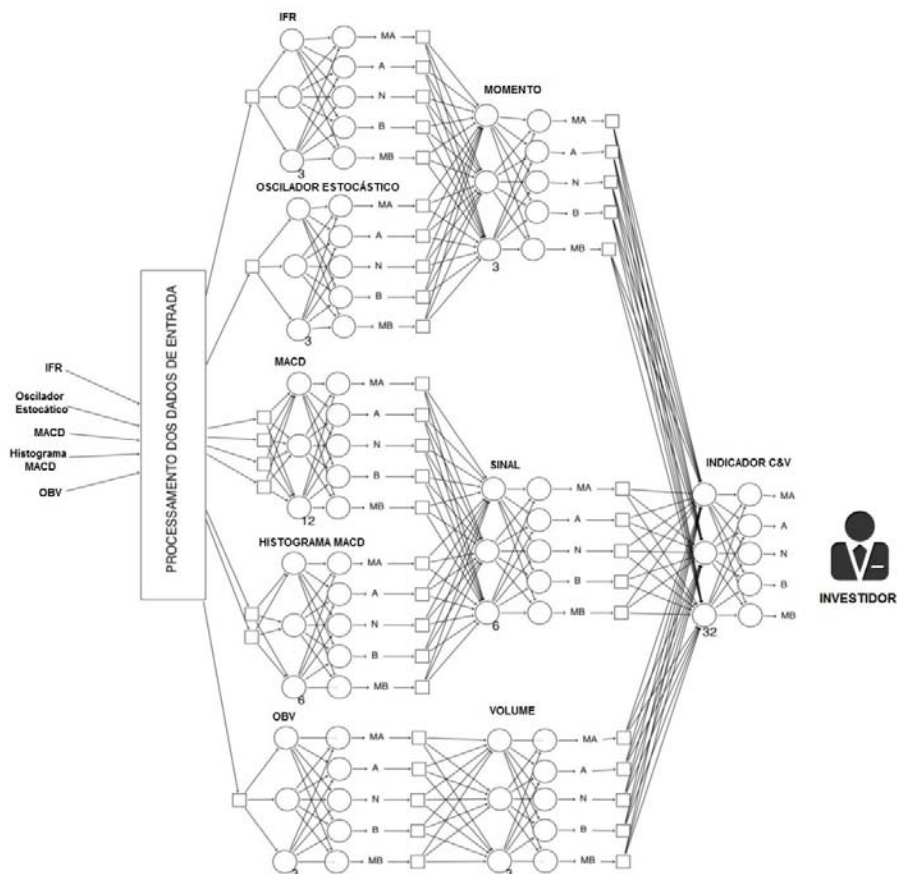 IFR
Oscilador
Estocático
MACD
Histograma
MACD
OBV
PROCESSAMENTO DOS DADOS DE ENTRADA
IFR
MA
A
N
B
MB
3
OSCILADOR ESTOCÁSTICO
MA
A
N
B
MB
3
MACD
MA
A
N
B
MB
12
HISTOGRAMA MACD
MA
A
N
B
MB
6
OBV
MA
A
N
B
MB
MOMENTO
MA
A
N
B
MB
3
SINAL
MA
A
N
B
MB
6
VOLUME
MA
A
N
B
MB
INDICADOR C&V
MA
A
N
B
MB
32
INVESTIDOR